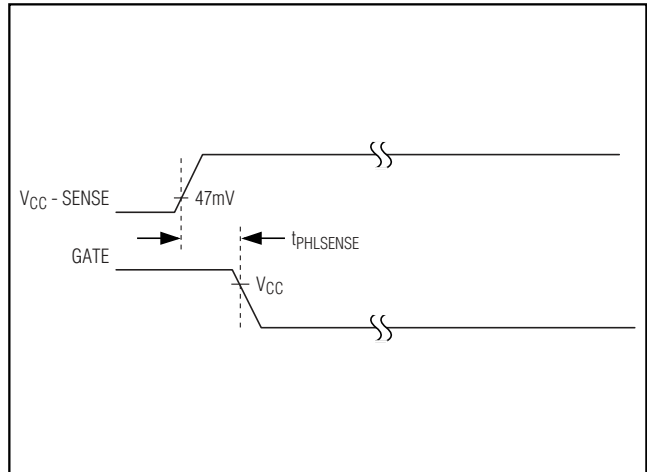 V_CC - SENSE
47mV
t_PHLSENSE
GATE
V_CC